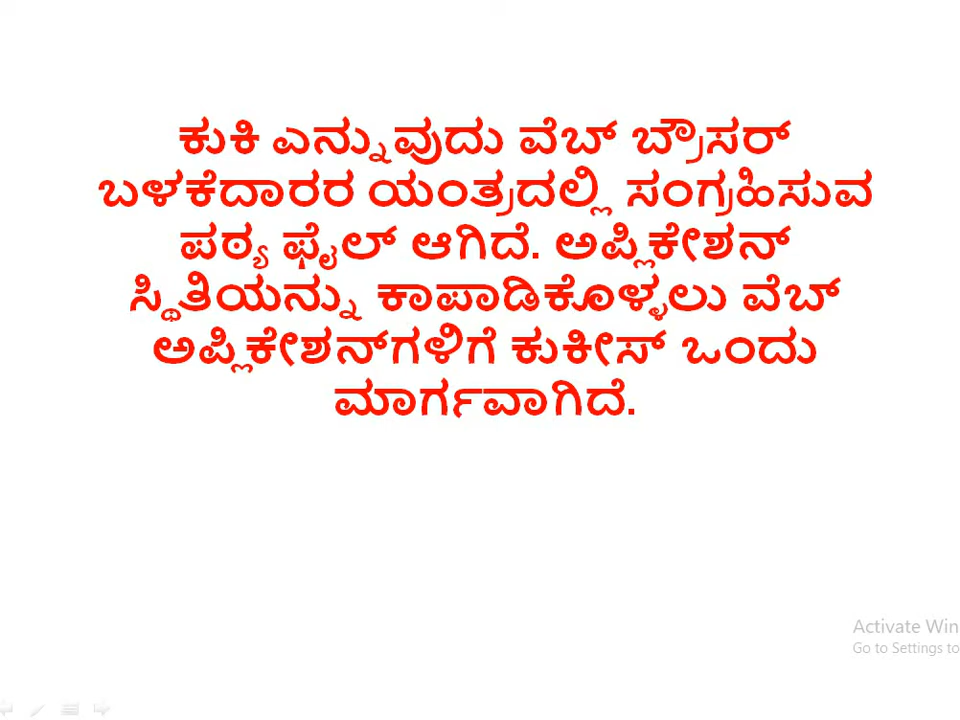 ಕುಕಿ ಎನ್ನುವುದು ವೆಬ್ ಬ್ರೌಸರ್
ಬಳಕೆದಾರರ ಯಂತ್ರದಲ್ಲಿ ಸಂಗ್ರಹಿಸುವ
ಪಠ್ಯ ಫೈಲ್ ಆಗಿದೆ. ಅಪ್ಲಿಕೇಶನ್
ಸ್ಥಿತಿಯನ್ನು ಕಾಪಾಡಿಕೊಳ್ಳಲು ವೆಬ್
ಅಪ್ಲಿಕೇಶನ್‌ಗಳಿಗೆ ಕುಕೀಸ್ ಒಂದು
ಮಾರ್ಗವಾಗಿದೆ.
Activate Win
Go to Settings to